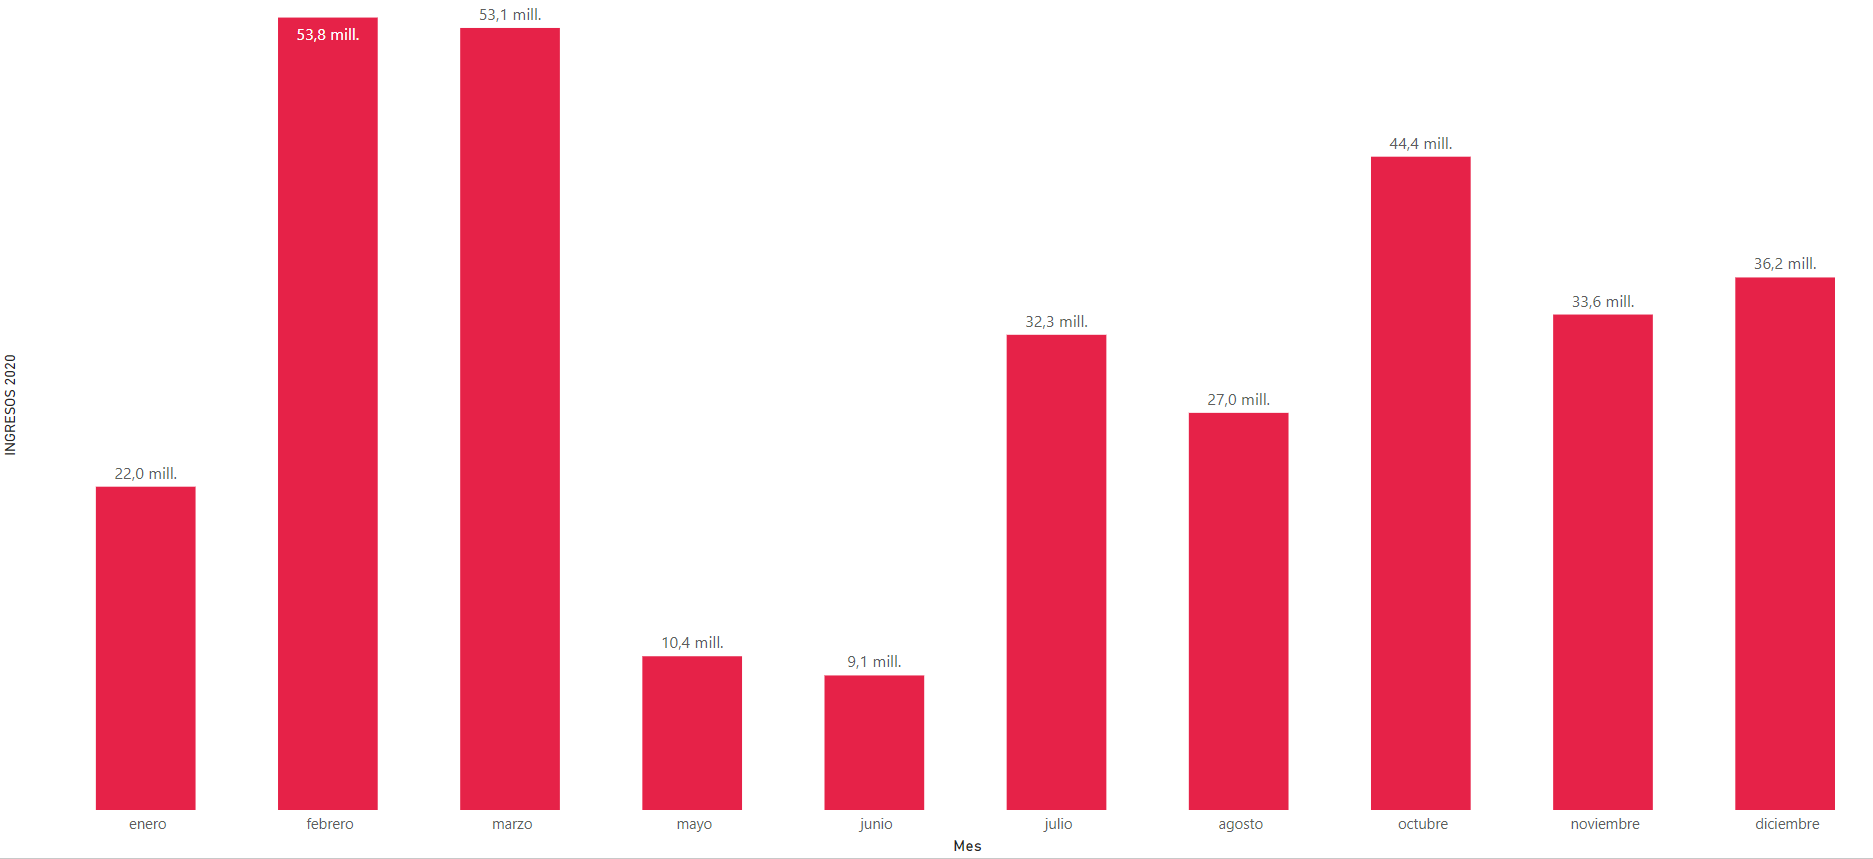 53,8 mill.
53,1 mill.
44,4 mill.
36,2 mill.
33,6 mill.
32,3 mill.
27,0 mill.
22,0 mill.
10,4 mill.
9,1 mill.
INGRESOS 2020
enero febrero marzo mayo junio julio agosto octubre noviembre diciembre
Mes